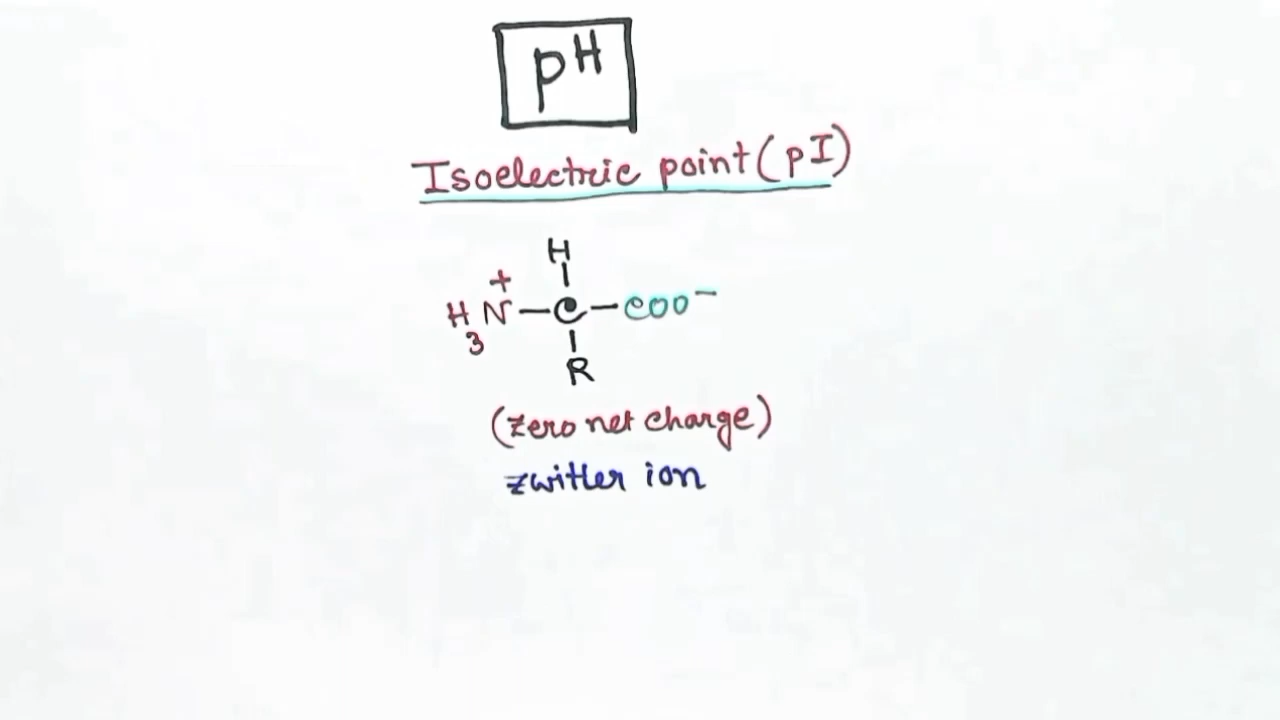 pH
Isoelectric point (pI)
H
H₃N⁺–C–COO⁻
R
(zero net charge)
zwitter ion